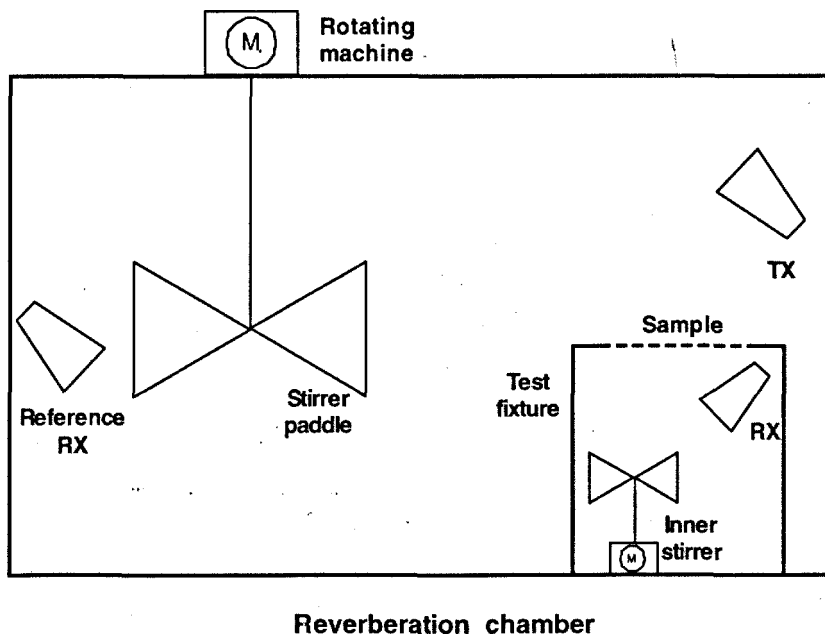 M
Rotating
machine
TX
Sample
Test
fixture
Stirrer
paddle
Reference
RX
RX
Inner
stirrer
M
Reverberation chamber